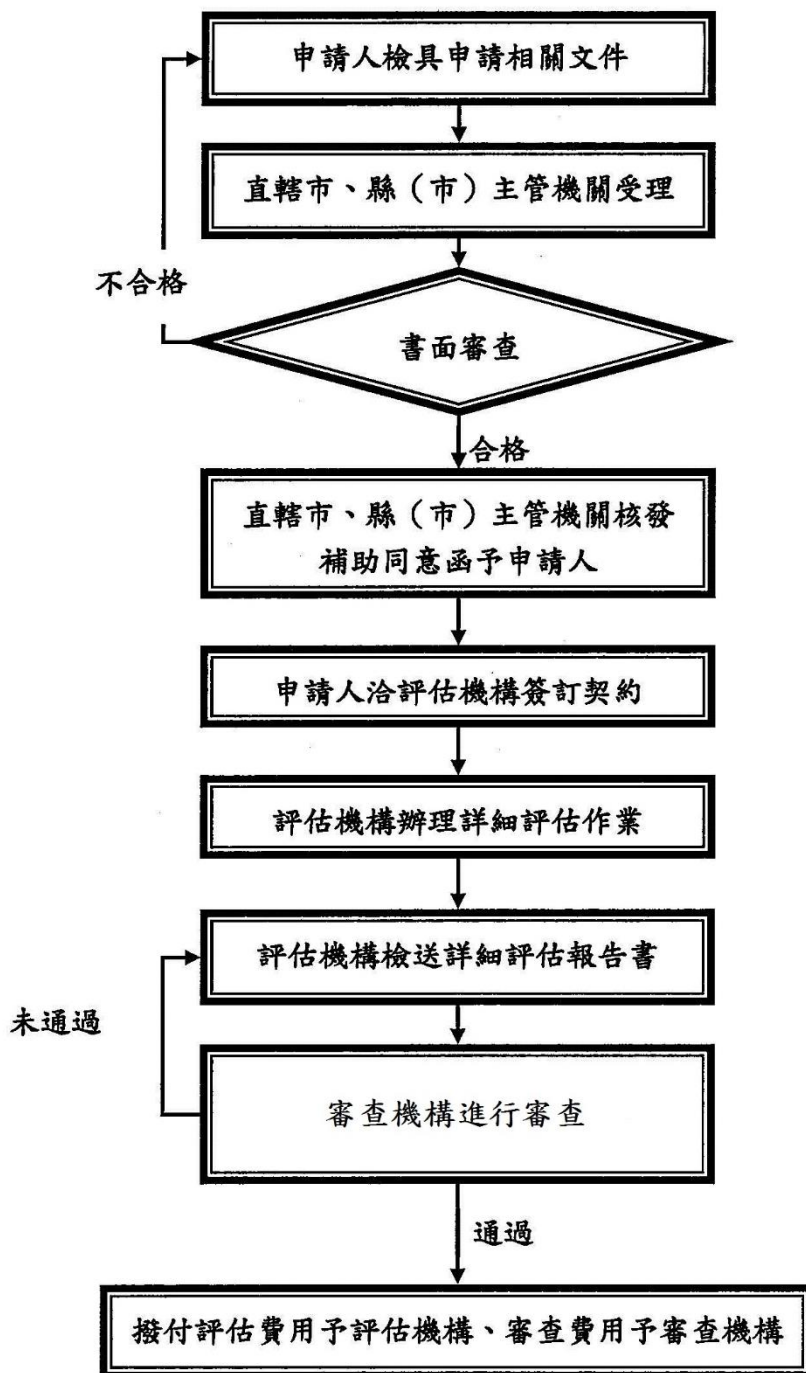 申請人檢具申請相關文件
直轄市、縣（市）主管機關受理
不合格
書面審查
合格
直轄市、縣（市）主管機關核發
補助同意函予申請人
申請人洽評估機構簽訂契約
評估機構辦理詳細評估作業
評估機構檢送詳細評估報告書
未通過
審查機構進行審查
通過
撥付評估費用予評估機構、審查費用予審查機構